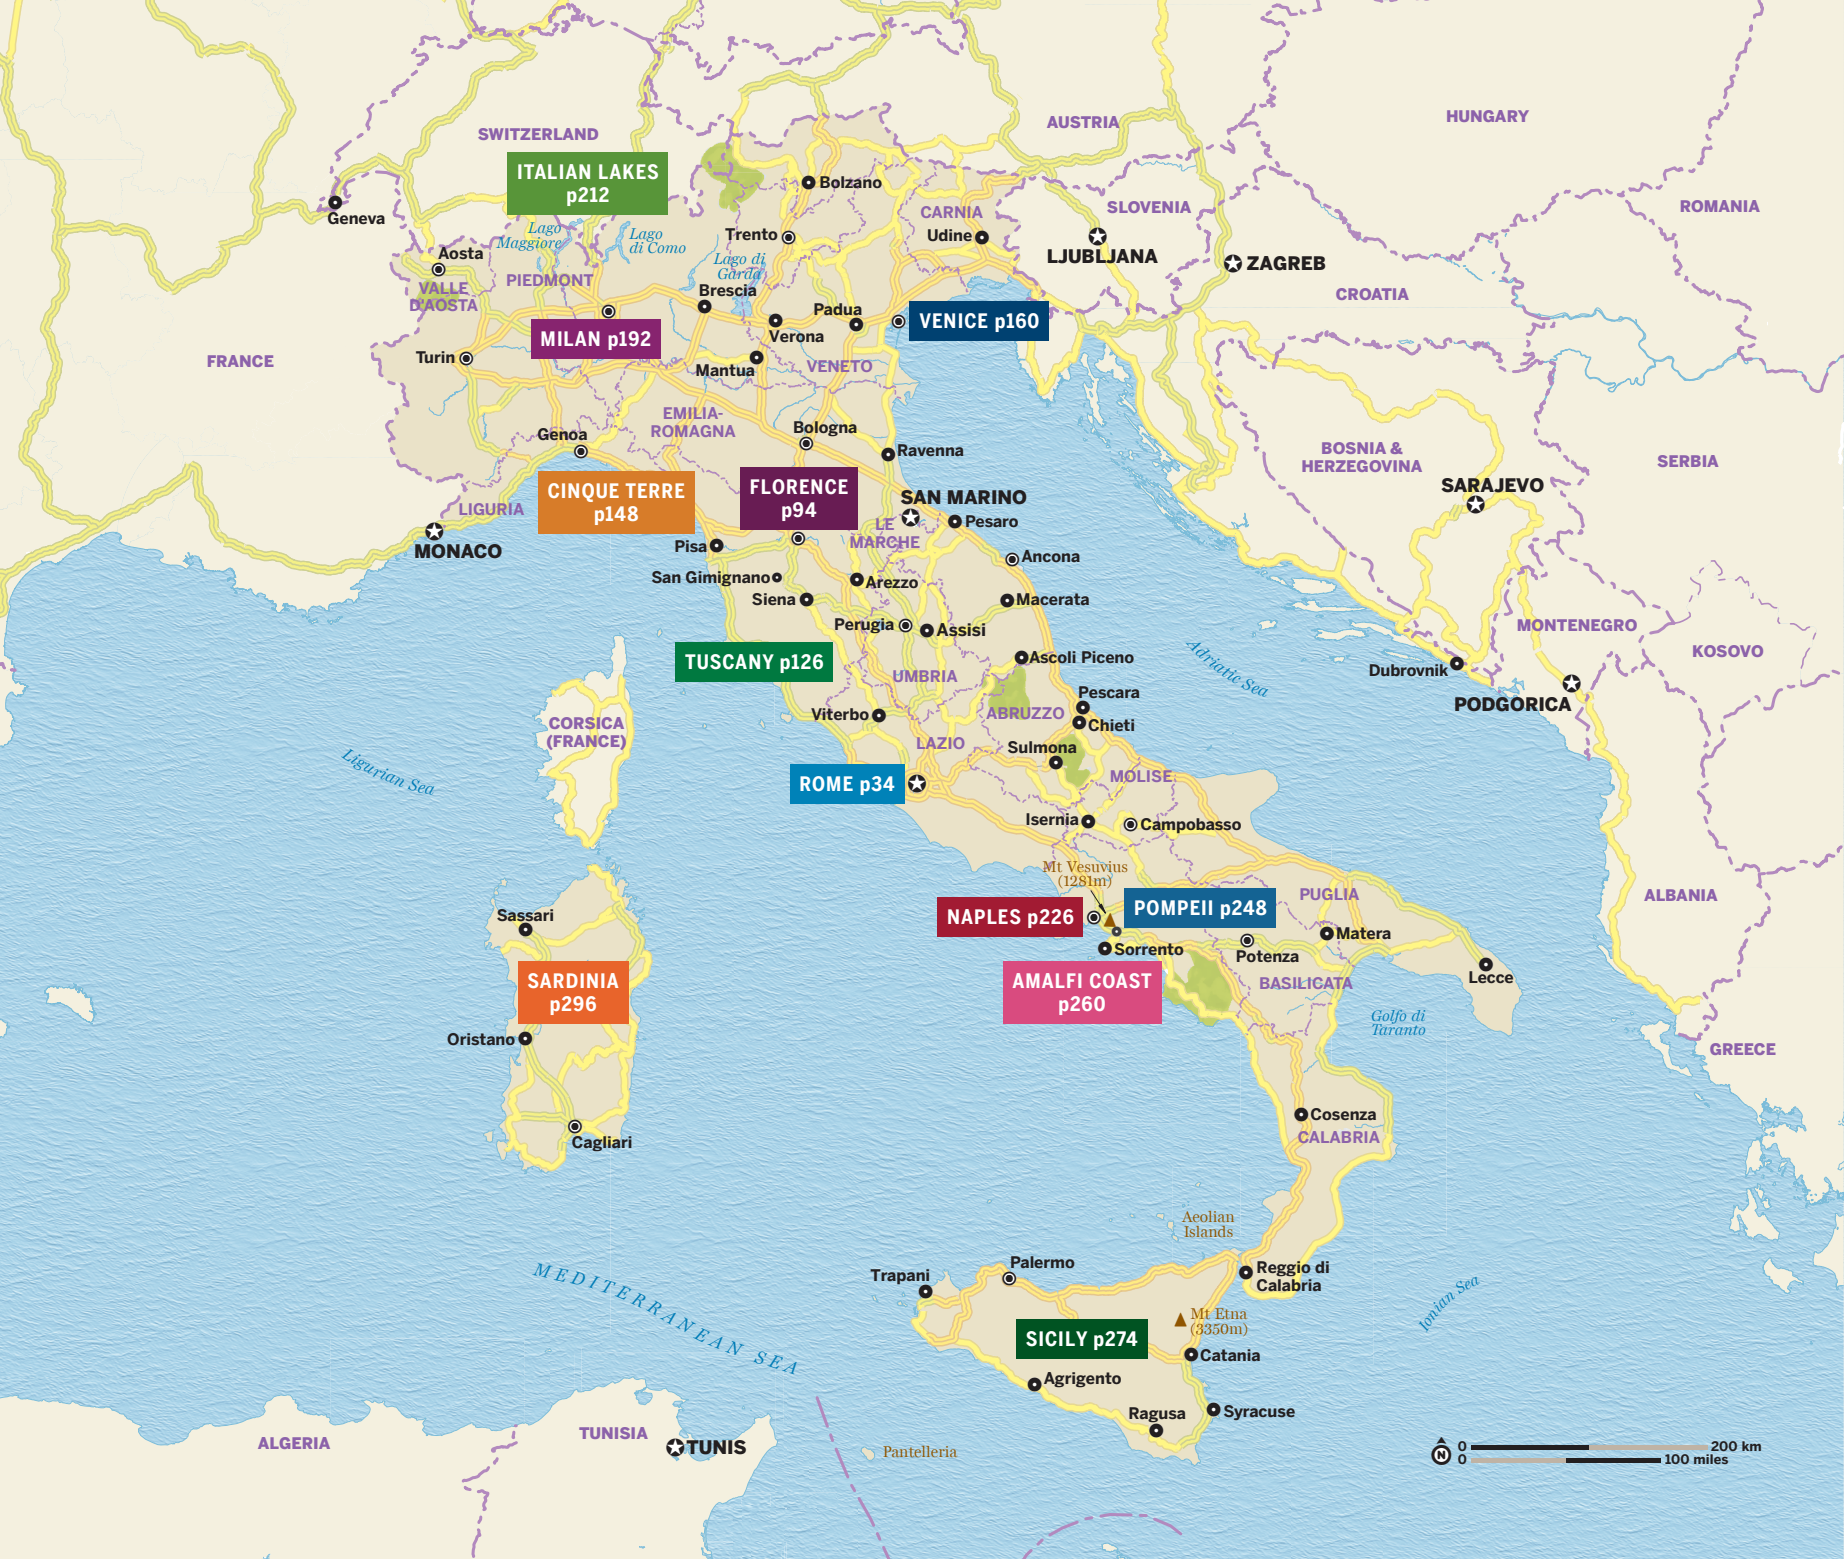 HUNGARY
AUSTRIA
SWITZERLAND
ITALIAN LAKES
p212
Bolzano
ROMANIA
SLOVENIA
Geneva
CARNIA
Lago
Maggiore
Lago
di Como
Trento
Udine
LJUBLJANA
ZAGREB
Aosta
Lago di
Garda
PIEDMONT
VALLE
D'AOSTA
Brescia
CROATIA
Padua
VENICE p160
MILAN p192
Verona
Turin
FRANCE
Mantua
VENETO
EMILIA-
ROMAGNA
Genoa
Bologna
Ravenna
BOSNIA &
HERZEGOVINA
SERBIA
CINQUE TERRE
p148
FLORENCE
p94
SARAJEVO
SAN MARINO
LIGURIA
LE
MARCHE
Pesaro
MONACO
Pisa
Ancona
San Gimignano
Arezzo
Siena
Macerata
Perugia
Assisi
MONTENEGRO
KOSOVO
TUSCANY p126
Ascoli Piceno
Adriatic Sea
Dubrovnik
UMBRIA
Pescara
PODGORICA
ABRUZZO
Viterbo
Chieti
CORSICA
(FRANCE)
LAZIO
Sulmona
Ligurian Sea
MOLISE
ROME p34
Isernia
Campobasso
Mt Vesuvius
(1281m)
PUGLIA
ALBANIA
NAPLES p226
POMPEII p248
Sassari
Matera
Sorrento
Potenza
Lecce
SARDINIA
p296
AMALFI COAST
p260
BASILICATA
Golfo di
Taranto
Oristano
GREECE
Cosenza
CALABRIA
Cagliari
Aeolian
Islands
Palermo
Trapani
Reggio di
Calabria
MEDITERRANEAN SEA
Ionian Sea
Mt Etna
(3350m)
SICILY p274
Catania
Agrigento
Ragusa
Syracuse
ALGERIA
TUNISIA
TUNIS
Pantelleria
N
0
200 km
0
100 miles